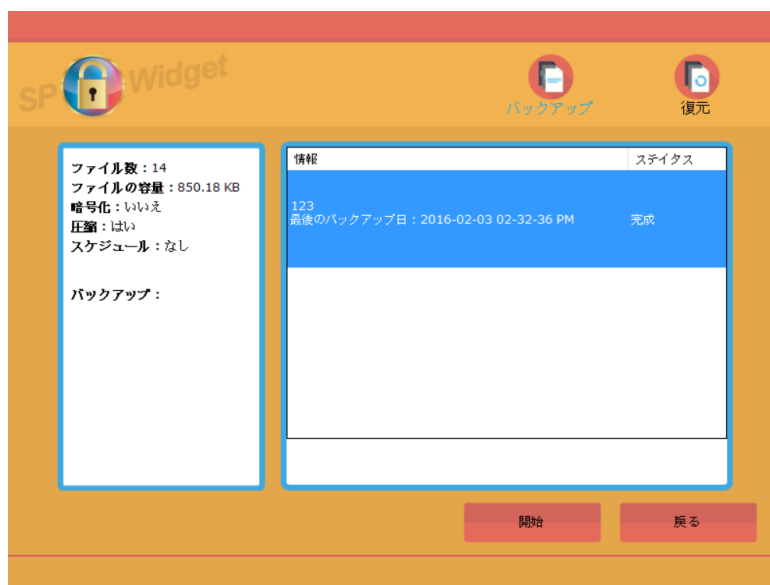 SP Widget
バックアップ
復元
ファイル数：14
ファイルの容量：850.18 KB
暗号化：いいえ
圧縮：はい
スケジュール：なし
バックアップ：
情報 ステイタス
123
最後のバックアップ日：2016-02-03 02-32-36 PM 完成
開始
戻る